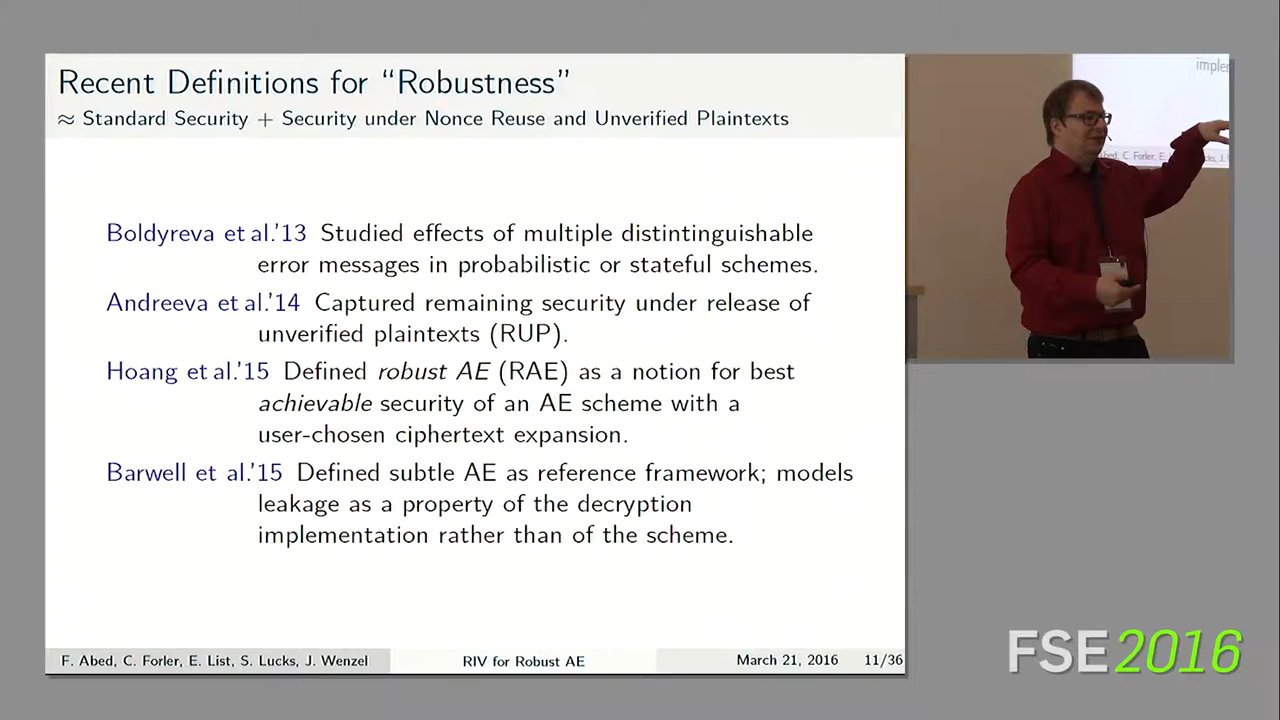 Recent Definitions for “Robustness”
≈ Standard Security + Security under Nonce Reuse and Unverified Plaintexts
Boldyreva et al.'13 Studied effects of multiple distintinguishable
error messages in probabilistic or stateful schemes.
Andreeva et al.'14 Captured remaining security under release of
unverified plaintexts (RUP).
Hoang et al.'15 Defined robust AE (RAE) as a notion for best
achievable security of an AE scheme with a
user-chosen ciphertext expansion.
Barwell et al.'15 Defined subtle AE as reference framework; models
leakage as a property of the decryption
implementation rather than of the scheme.
F. Abed, C. Forler, E. List, S. Lucks, J. Wenzel RIV for Robust AE March 21, 2016 11/36
imple
Abed, C. Forler, E.
FSE2016